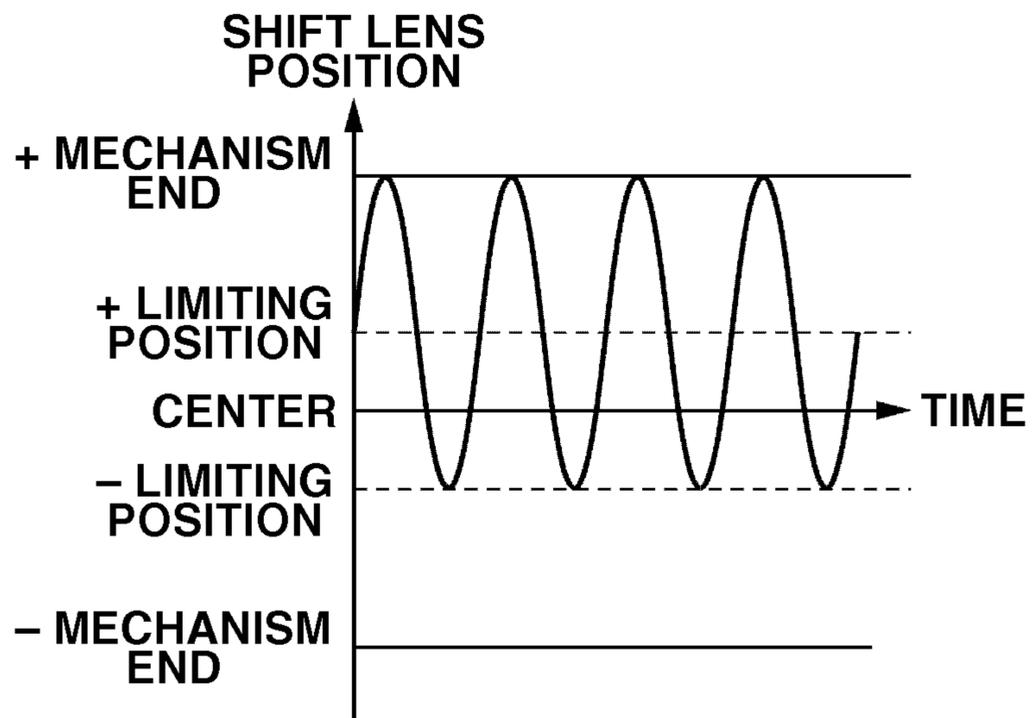 SHIFT LENS
POSITION
+ MECHANISM
END
+ LIMITING
POSITION
CENTER
TIME
– LIMITING
POSITION
– MECHANISM
END